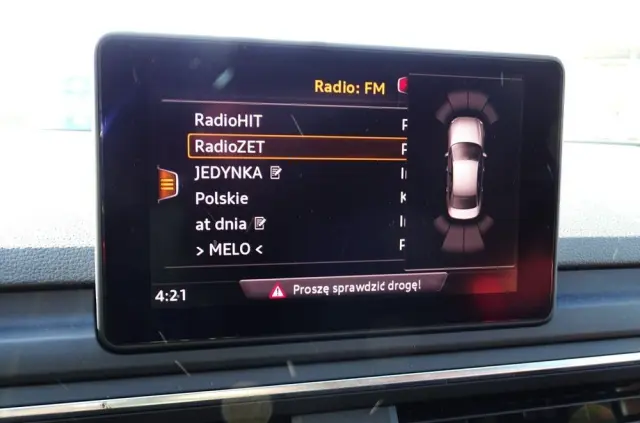 Radio: FM
RadioHIT
RadioZET
JEDYNKA
Polskie
at dnia
> MELO <
4:21
Proszę sprawdzić drogę!